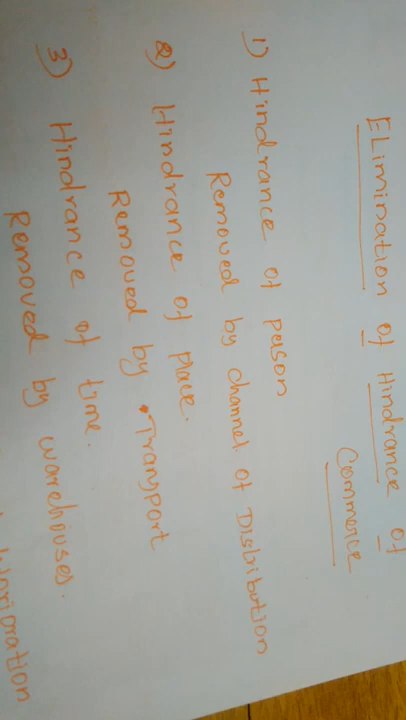 ELimination of Hindrance of
Commerce
1) Hindrance of peison
Removed by channel of Distribution
2) Hindrance of place.
Removed by Transport
3) Hindrance of time.
Removed by warehouses.